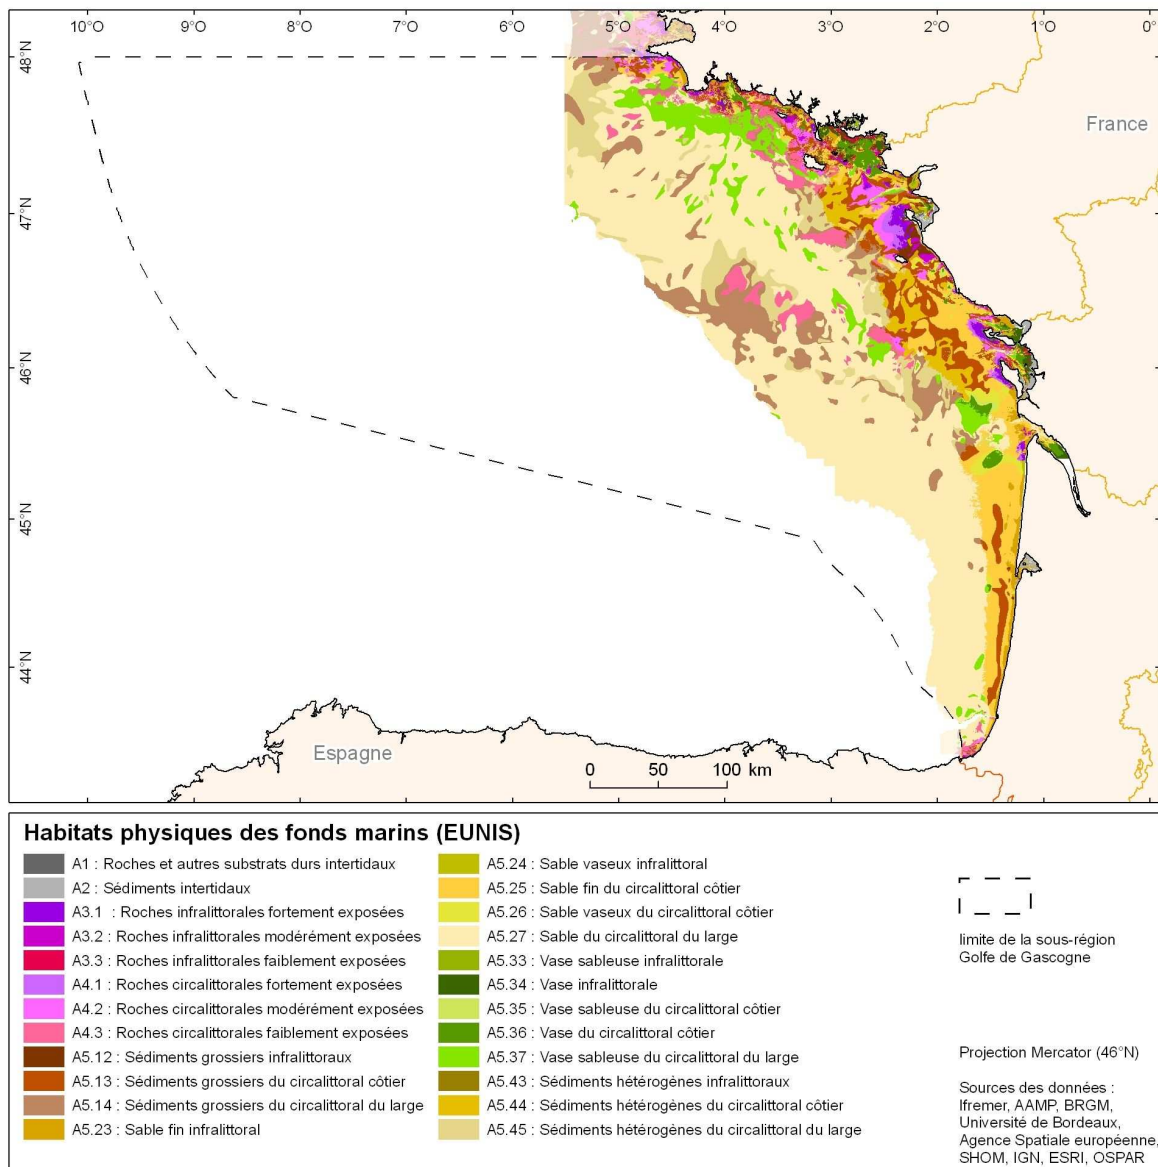 10°O 9°O 8°O 7°O 6°O 5°O 4°O 3°O 2°O 1°O 0°
48°N
France
47°N
46°N
45°N
44°N
Espagne
0 50 100 km
Habitats physiques des fonds marins (EUNIS)
A1 : Roches et autres substrats durs intertidaux
A2 : Sédiments intertidaux
A3.1 : Roches infralittorales fortement exposées
A3.2 : Roches infralittorales modérément exposées
A3.3 : Roches infralittorales faiblement exposées
A4.1 : Roches circalittorales fortement exposées
A4.2 : Roches circalittorales modérément exposées
A4.3 : Roches circalittorales faiblement exposées
A5.12 : Sédiments grossiers infralittoraux
A5.13 : Sédiments grossiers du circalittoral côtier
A5.14 : Sédiments grossiers du circalittoral du large
A5.23 : Sable fin infralittoral
A5.24 : Sable vaseux infralittoral
A5.25 : Sable fin du circalittoral côtier
A5.26 : Sable vaseux du circalittoral côtier
A5.27 : Sable du circalittoral du large
A5.33 : Vase sableuse infralittorale
A5.34 : Vase infralittorale
A5.35 : Vase sableuse du circalittoral côtier
A5.36 : Vase du circalittoral côtier
A5.37 : Vase sableuse du circalittoral du large
A5.43 : Sédiments hétérogènes infralittoraux
A5.44 : Sédiments hétérogènes du circalittoral côtier
A5.45 : Sédiments hétérogènes du circalittoral du large
limite de la sous-région
Golfe de Gascogne
Projection Mercator (46°N)
Sources des données :
Ifremer, AAMP, BRGM,
Université de Bordeaux,
Agence Spatiale européenne,
SHOM, IGN, ESRI, OSPAR